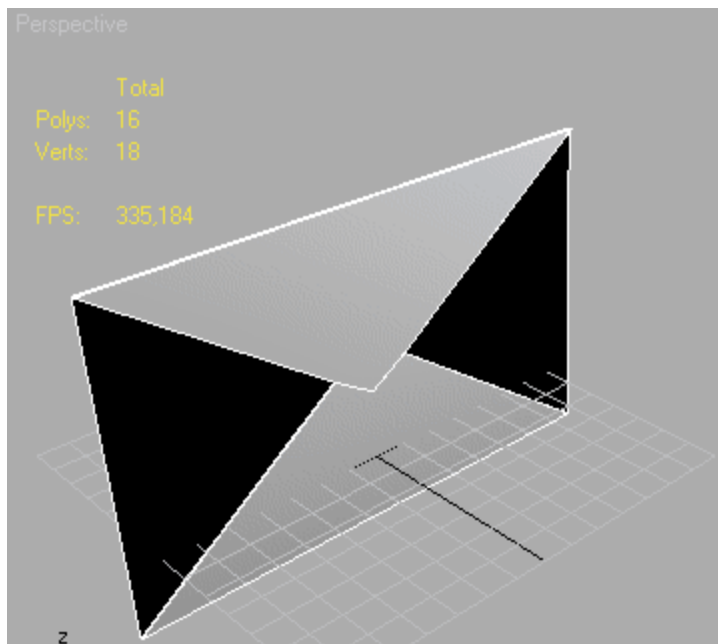 Perspective
Total
Polys: 16
Verts: 18
FPS: 335,184
z